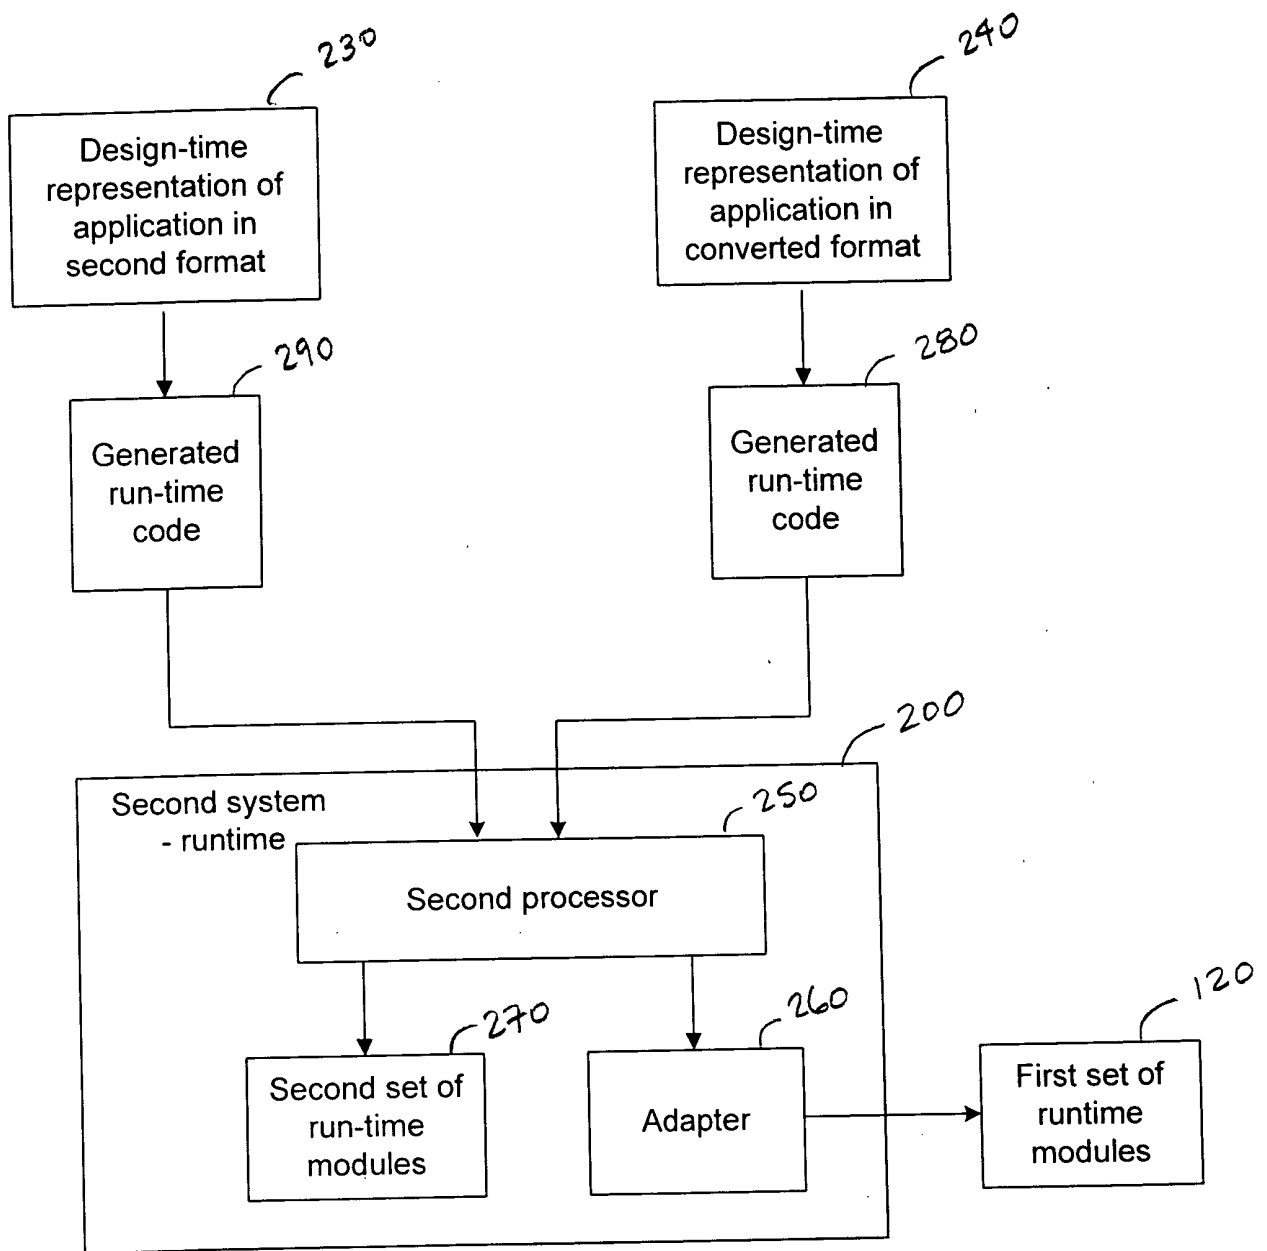 230
240
Design-time
representation of
application in
second format
Design-time
representation of
application in
converted format
290
280
Generated
run-time
code
Generated
run-time
code
200
Second system
- runtime
250
Second processor
270
260
120
Second set of
run-time
modules
Adapter
First set of
runtime
modules